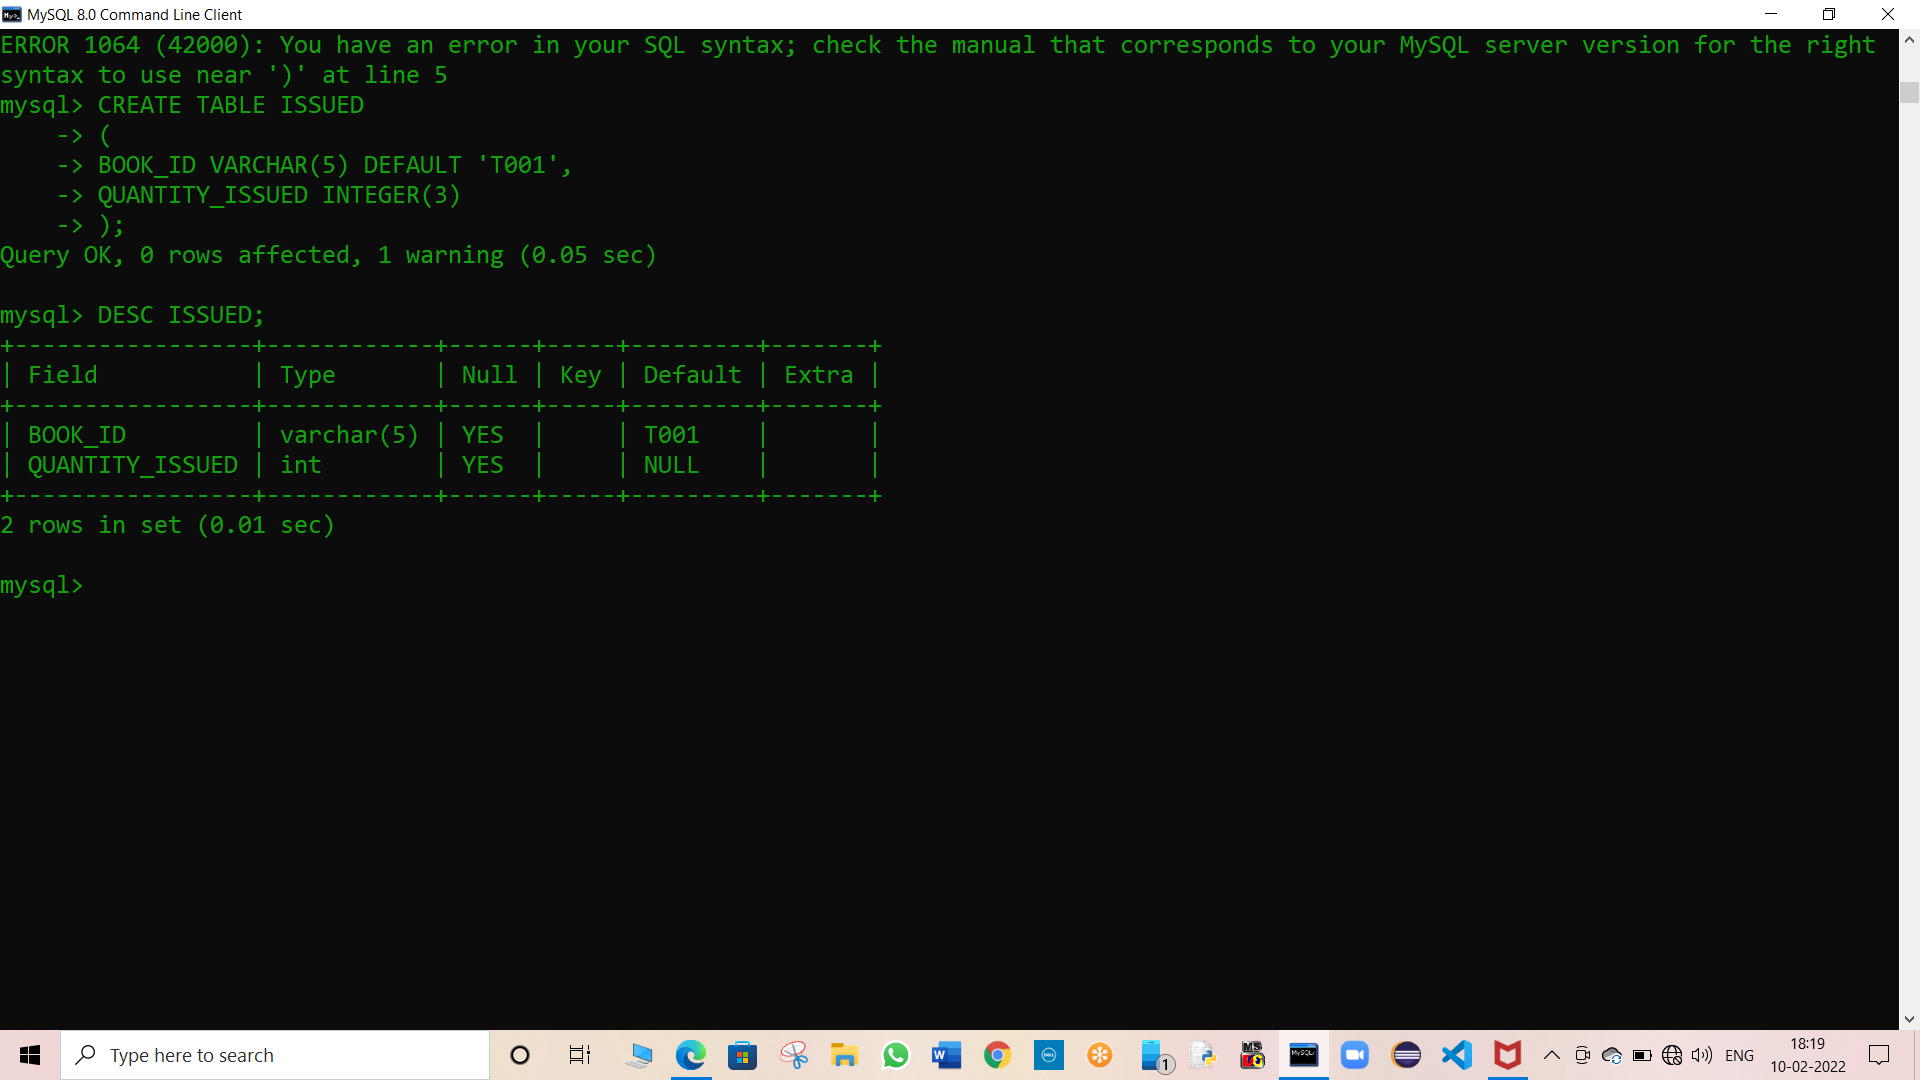 MySQL 8.0 Command Line Client
ERROR 1064 (42000): You have an error in your SQL syntax; check the manual that corresponds to your MySQL server version for the right
syntax to use near ')' at line 5
mysql> CREATE TABLE ISSUED
    -> (
    -> BOOK_ID VARCHAR(5) DEFAULT 'T001',
    -> QUANTITY_ISSUED INTEGER(3)
    -> );
Query OK, 0 rows affected, 1 warning (0.05 sec)
mysql> DESC ISSUED;
+-----------------+------------+------+-----+---------+-------+
| Field           | Type       | Null | Key | Default | Extra |
+-----------------+------------+------+-----+---------+-------+
| BOOK_ID         | varchar(5) | YES  |     | T001    |       |
| QUANTITY_ISSUED | int        | YES  |     | NULL    |       |
+-----------------+------------+------+-----+---------+-------+
2 rows in set (0.01 sec)
mysql>
Type here to search
1
ENG
18:19
10-02-2022